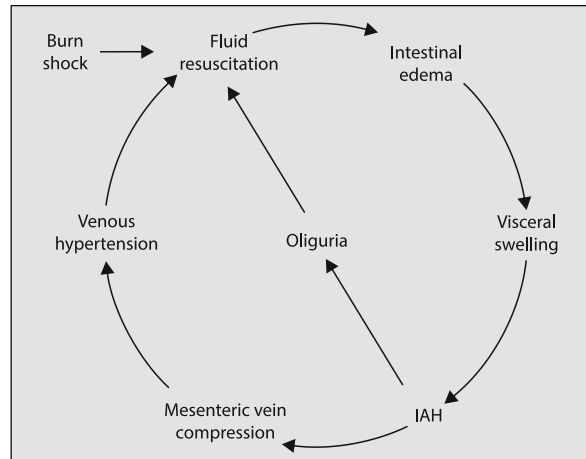 Burn
shock
Fluid
resuscitation
Intestinal
edema
Visceral
swelling
IAH
Mesenteric vein
compression
Venous
hypertension
Oliguria